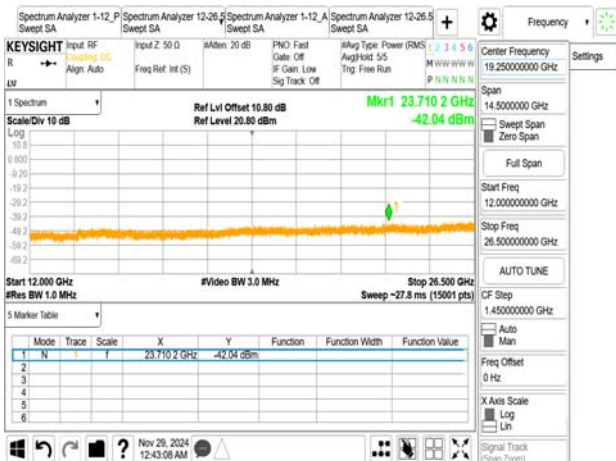 Spectrum Analyzer 1-12_P
Swept SA
Spectrum Analyzer 12-26.5
Swept SA
Spectrum Analyzer 1-12_A
Swept SA
Spectrum Analyzer 12-26.5
Swept SA
+
Frequency
Settings
KEYSIGHT
R
Input: RF
Coupling: DC
Align: Auto
Input Z: 50 Ω
Freq Ref: Int (S)
#Atten: 20 dB
PNO: Fast
Gate: Off
IF Gain: Low
Sig Track: Off
#Avg Type: Power (RMS
Avg|Hold: 5/5
Trig: Free Run
1 2 3 4 5 6
M W W W W W
P N N N N N
1 Spectrum
Scale/Div 10 dB
Log
Ref Lvl Offset 10.80 dB
Ref Level 20.80 dBm
Mkr1 23.710 2 GHz
-42.04 dBm
10.8
0.800
-9.20
-19.2
-29.2
-39.2
-49.2
-59.2
-69.2
1
Start 12.000 GHz
#Res BW 1.0 MHz
#Video BW 3.0 MHz
Stop 26.500 GHz
Sweep ~27.8 ms (15001 pts)
5 Marker Table
Mode Trace Scale X Y Function Function Width Function Value
1 N 1 f 23.710 2 GHz -42.04 dBm
2
3
4
5
6
Center Frequency
19.250000000 GHz
Span
14.5000000 GHz
Swept Span
Zero Span
Full Span
Start Freq
12.000000000 GHz
Stop Freq
26.500000000 GHz
AUTO TUNE
CF Step
1.450000000 GHz
Auto
Man
Freq Offset
0 Hz
X Axis Scale
Log
Lin
Signal Track
(Span Zoom)
?
Nov 29, 2024
12:43:08 AM